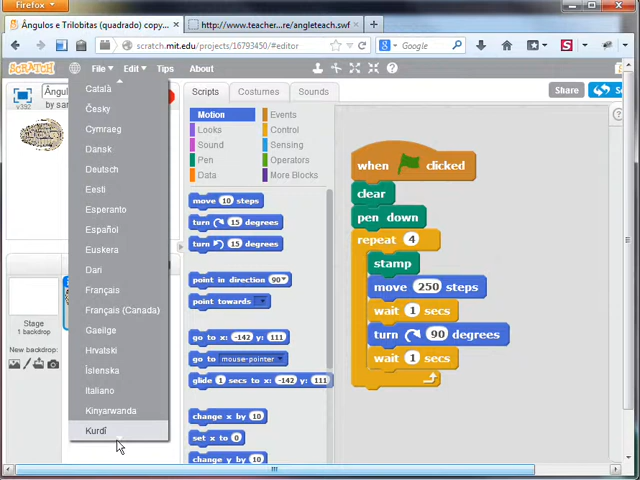 Firefox
Ângulos e Trilobitas (quadrado) copy...
http://www.teacher...re/angleteach.swf
scratch.mit.edu/projects/16793450/#editor
Google
SCRATCH
File
Edit
Tips
About
Share
v392
Âng
by sar
Català
Česky
Cymraeg
Dansk
Deutsch
Eesti
Esperanto
Español
Euskera
Dari
Français
Français (Canada)
Gaeilge
Hrvatski
Íslenska
Italiano
Kinyarwanda
Kurdî
Stage
1 backdrop
New backdrop:
Scripts
Costumes
Sounds
Motion
Events
Looks
Control
Sound
Sensing
Pen
Operators
Data
More Blocks
move 10 steps
turn 15 degrees
turn 15 degrees
point in direction 90
point towards
go to x: -142 y: 111
go to mouse-pointer
glide 1 secs to x: -142 y: 111
change x by 10
set x to 0
change y by 10
when clicked
clear
pen down
repeat 4
stamp
move 250 steps
wait 1 secs
turn 90 degrees
wait 1 secs